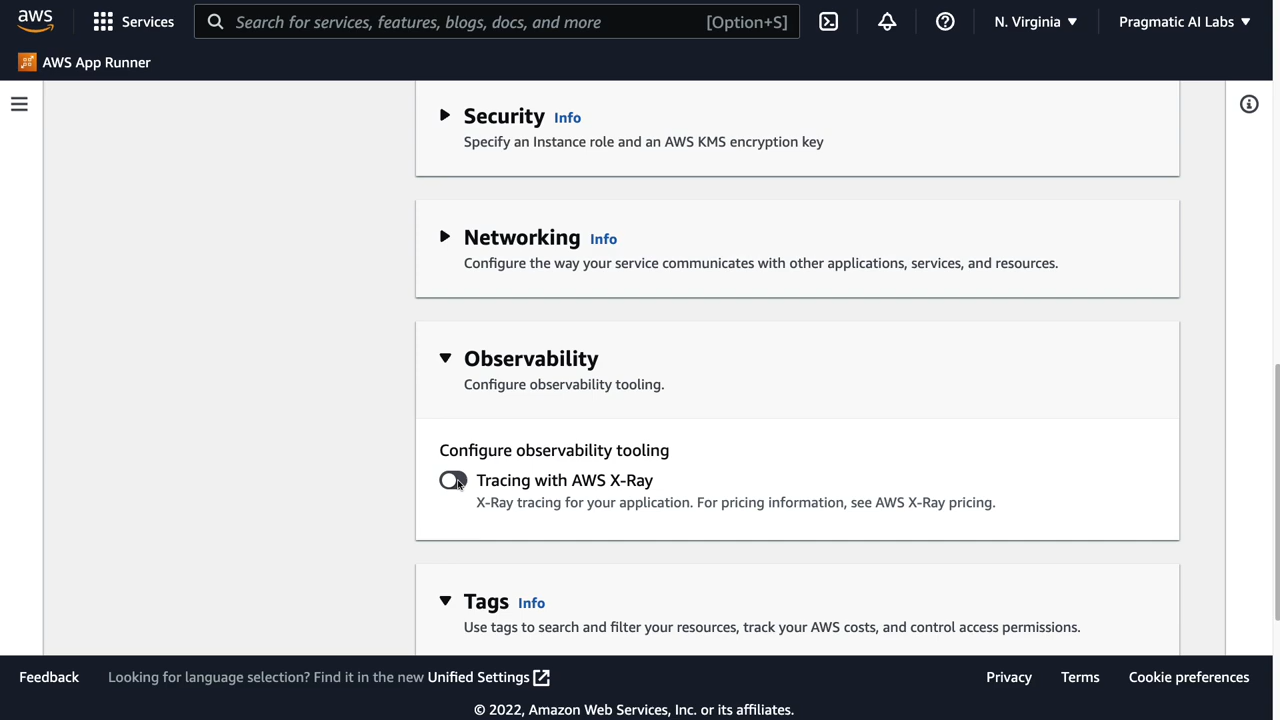 aws
Services
Search for services, features, blogs, docs, and more [Option+S]
N. Virginia
Pragmatic AI Labs
AWS App Runner
Security Info
Specify an Instance role and an AWS KMS encryption key
Networking Info
Configure the way your service communicates with other applications, services, and resources.
Observability
Configure observability tooling.
Configure observability tooling
Tracing with AWS X-Ray
X-Ray tracing for your application. For pricing information, see AWS X-Ray pricing.
Tags Info
Use tags to search and filter your resources, track your AWS costs, and control access permissions.
Feedback Looking for language selection? Find it in the new Unified Settings Privacy Terms Cookie preferences
© 2022, Amazon Web Services, Inc. or its affiliates.